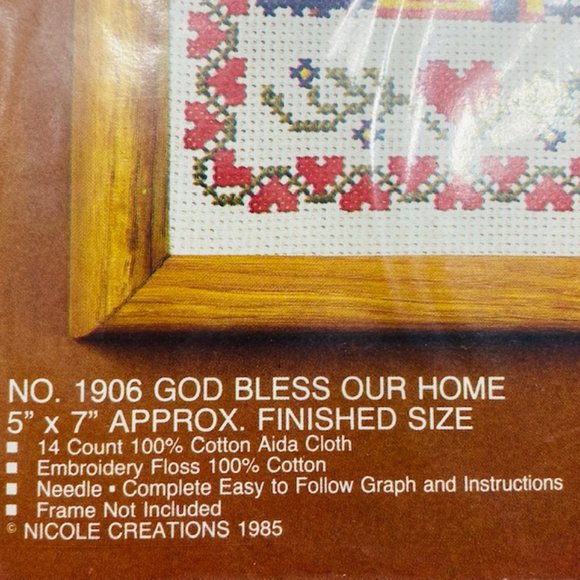 NO. 1906 GOD BLESS OUR HOME
5" x 7" APPROX. FINISHED SIZE
▪ 14 Count 100% Cotton Aida Cloth
▪ Embroidery Floss 100% Cotton
▪ Needle • Complete Easy to Follow Graph and Instructions
▪ Frame Not Included
© NICOLE CREATIONS 1985